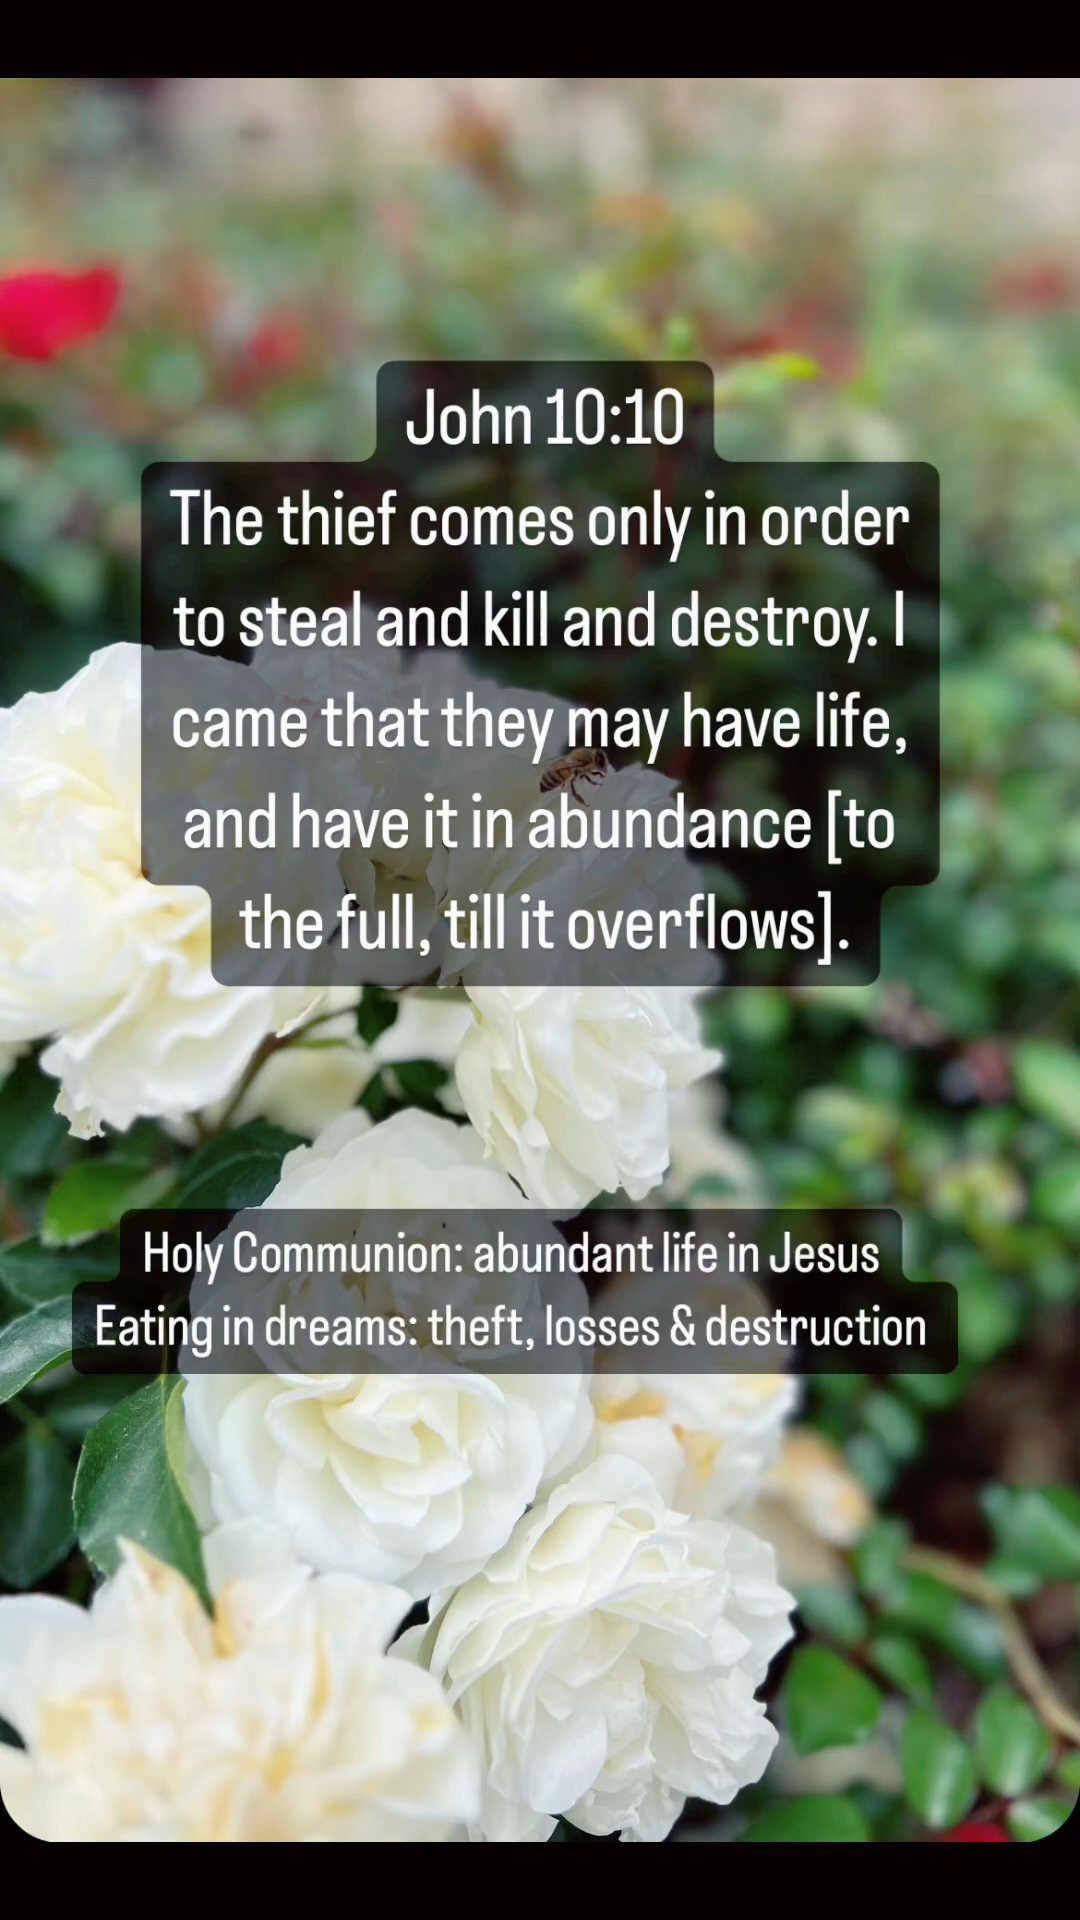 John 10:10
The thief comes only in order
to steal and kill and destroy. I
came that they may have life,
and have it in abundance [to
the full, till it overflows].
Holy Communion: abundant life in Jesus
Eating in dreams: theft, losses & destruction